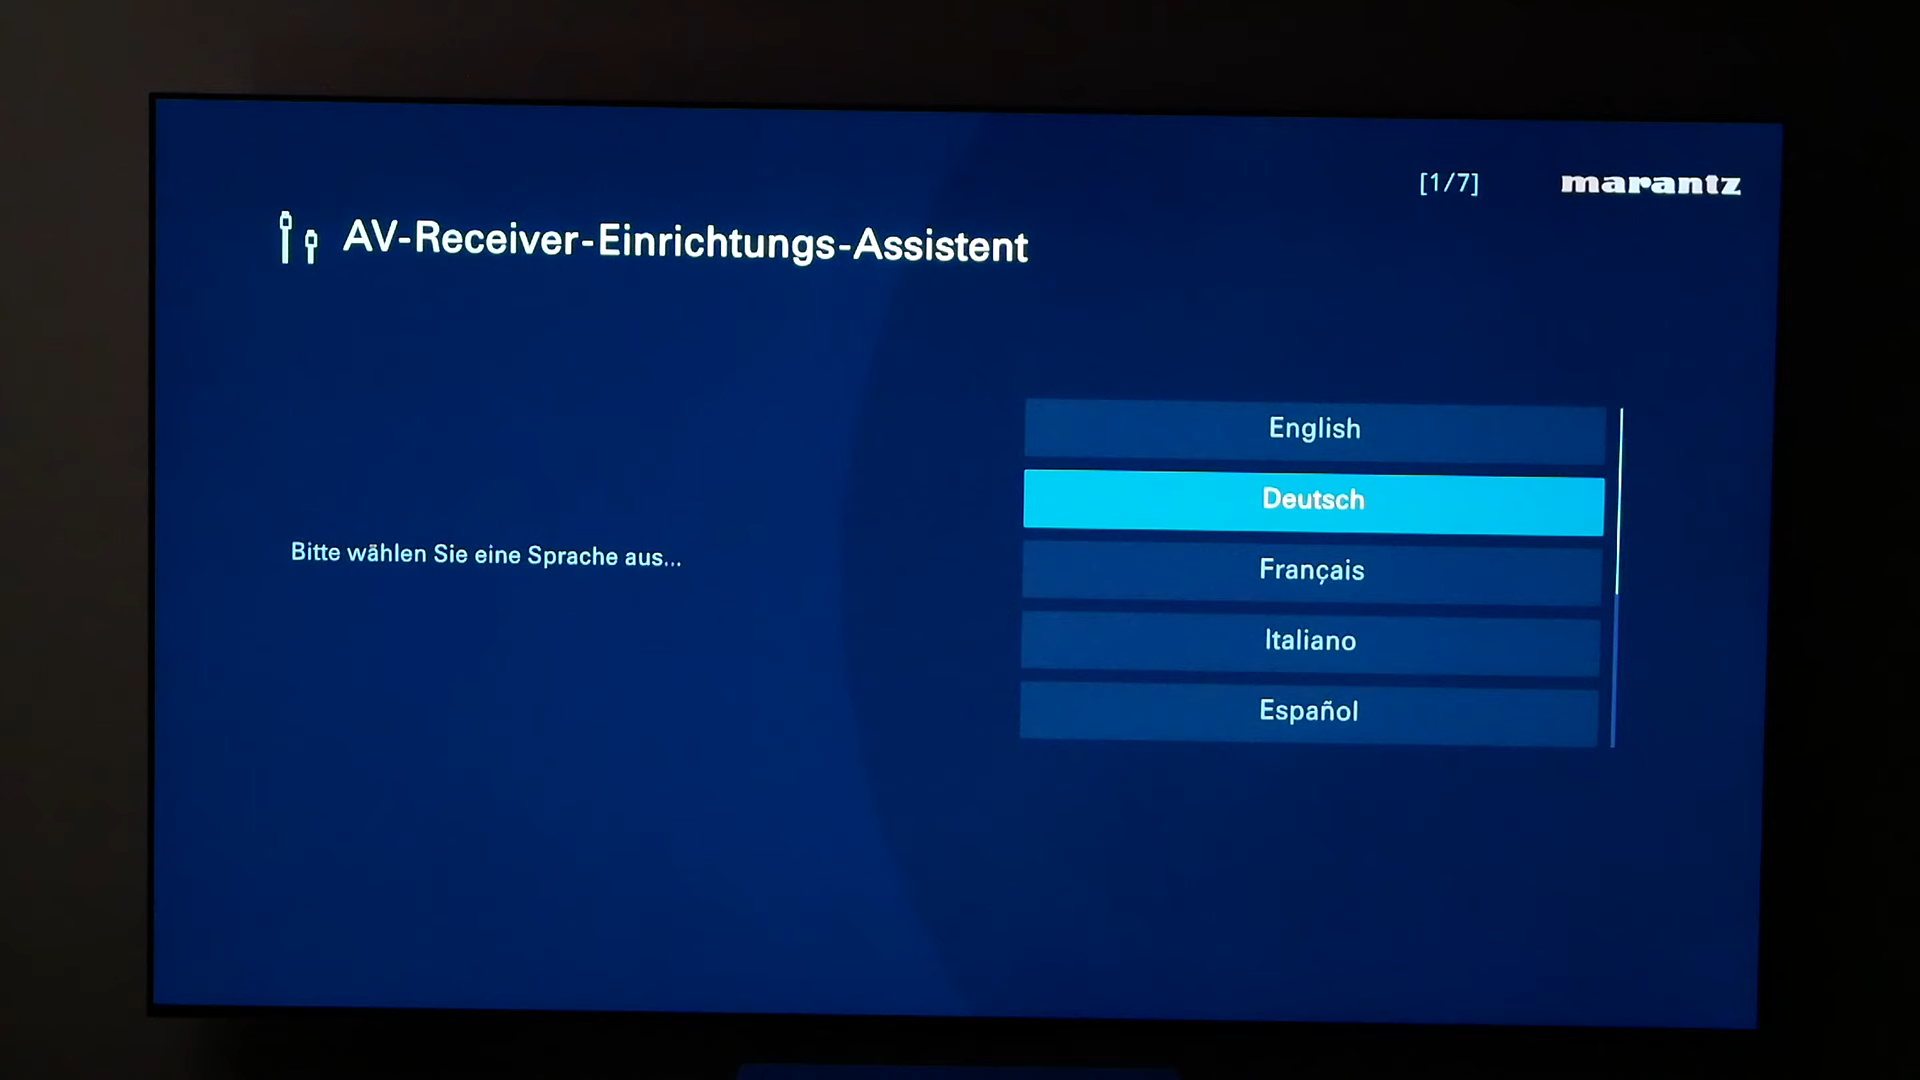 [1/7] marantz
AV-Receiver-Einrichtungs-Assistent
English
Deutsch
Bitte wählen Sie eine Sprache aus...
Français
Italiano
Español